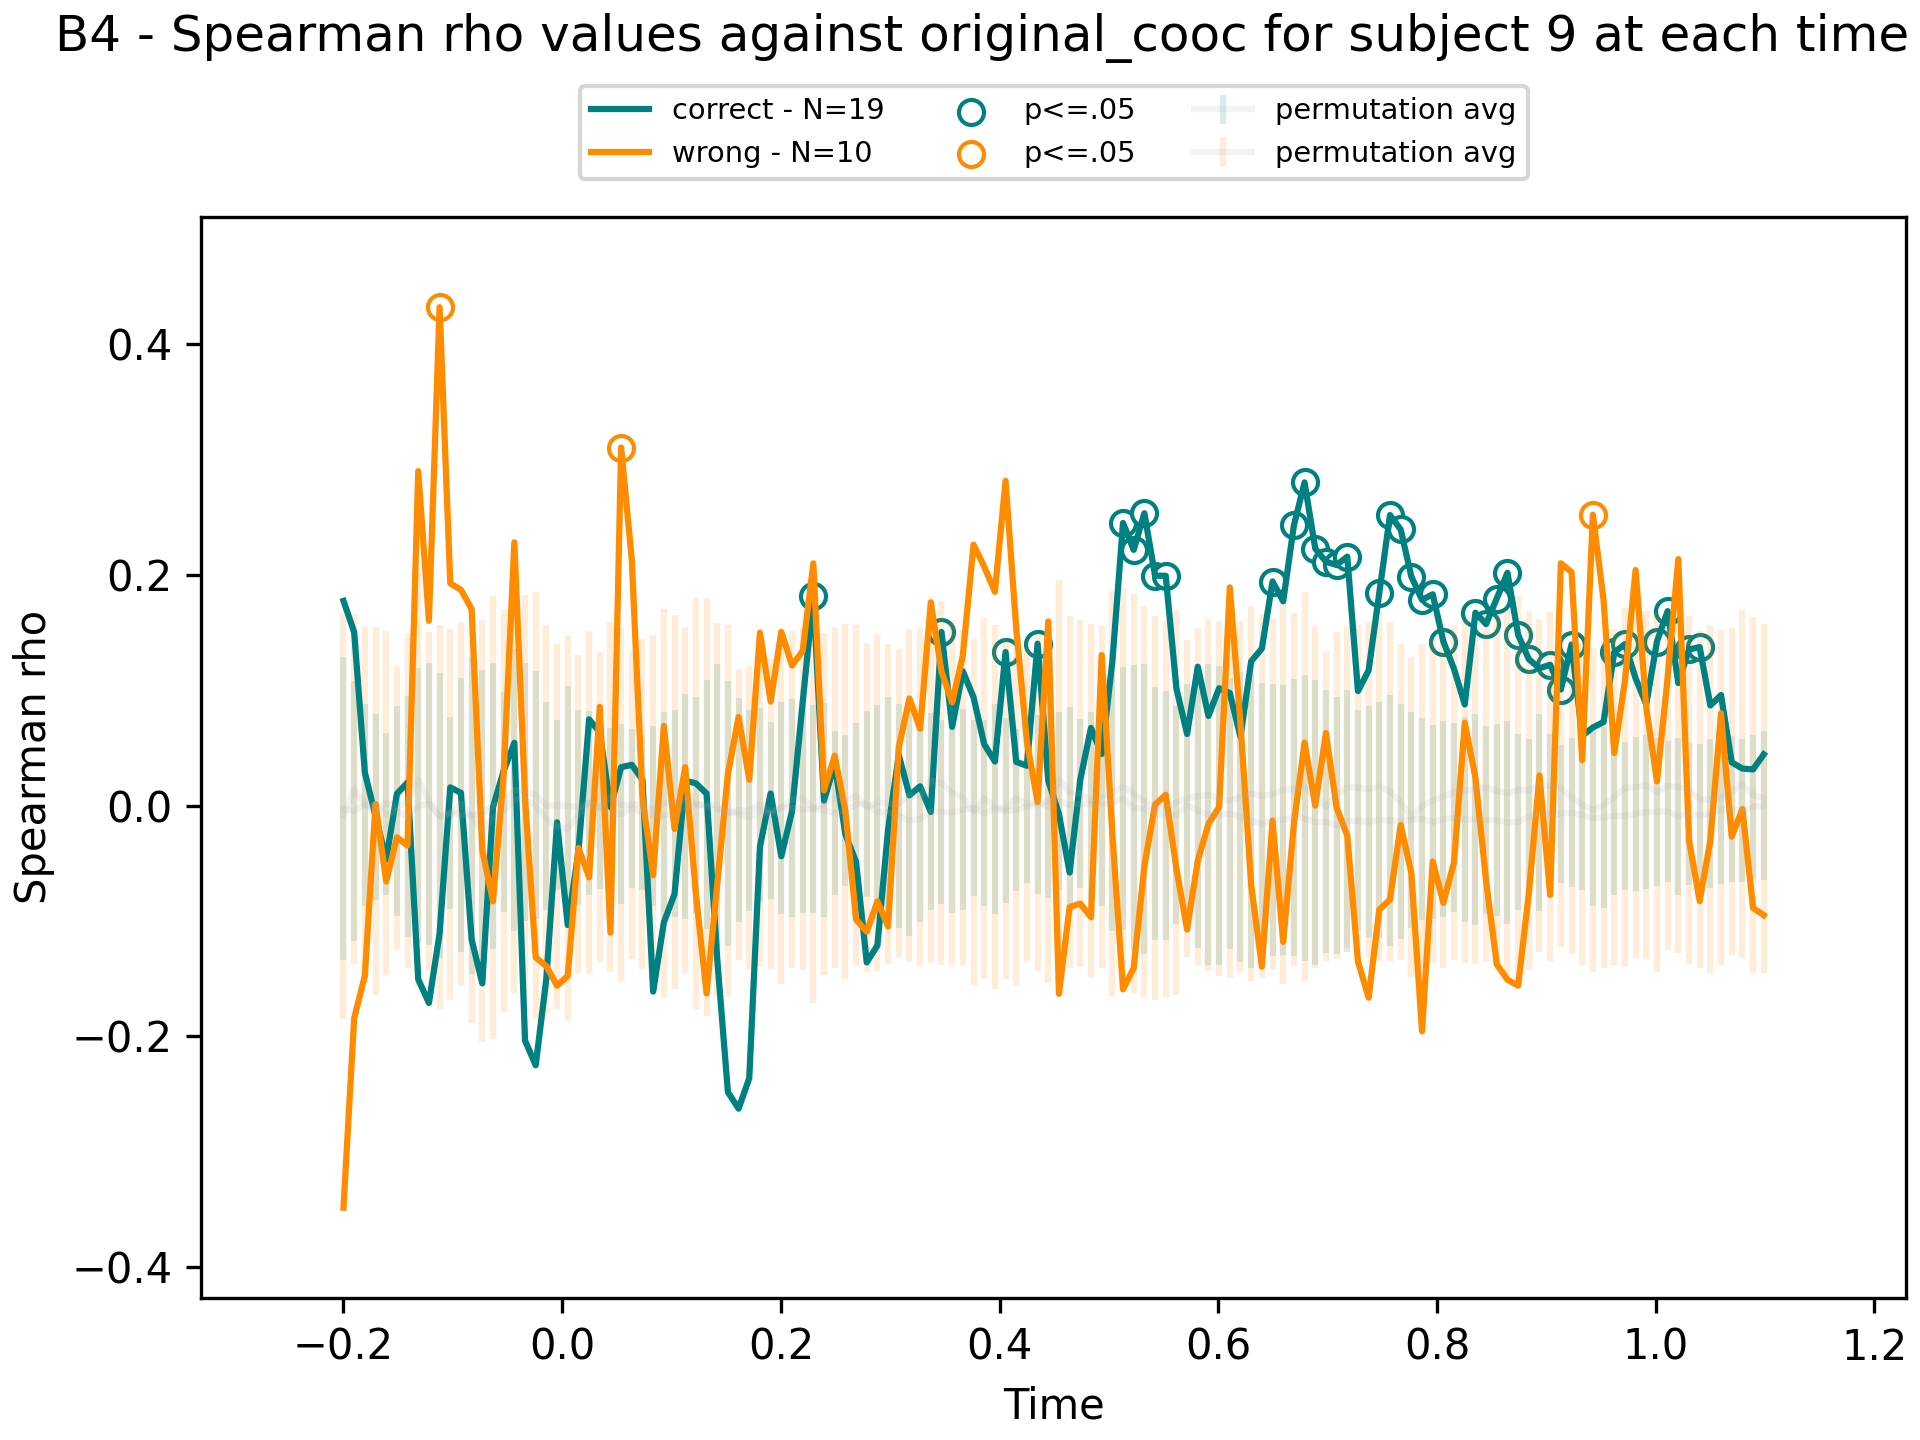 B4 - Spearman rho values against original_cooc for subject 9 at each time
correct - N=19 p<=.05 permutation avg
wrong - N=10 p<=.05 permutation avg
Spearman rho
0.4
0.2
0.0
−0.2
−0.4
−0.2 0.0 0.2 0.4 0.6 0.8 1.0 1.2
Time